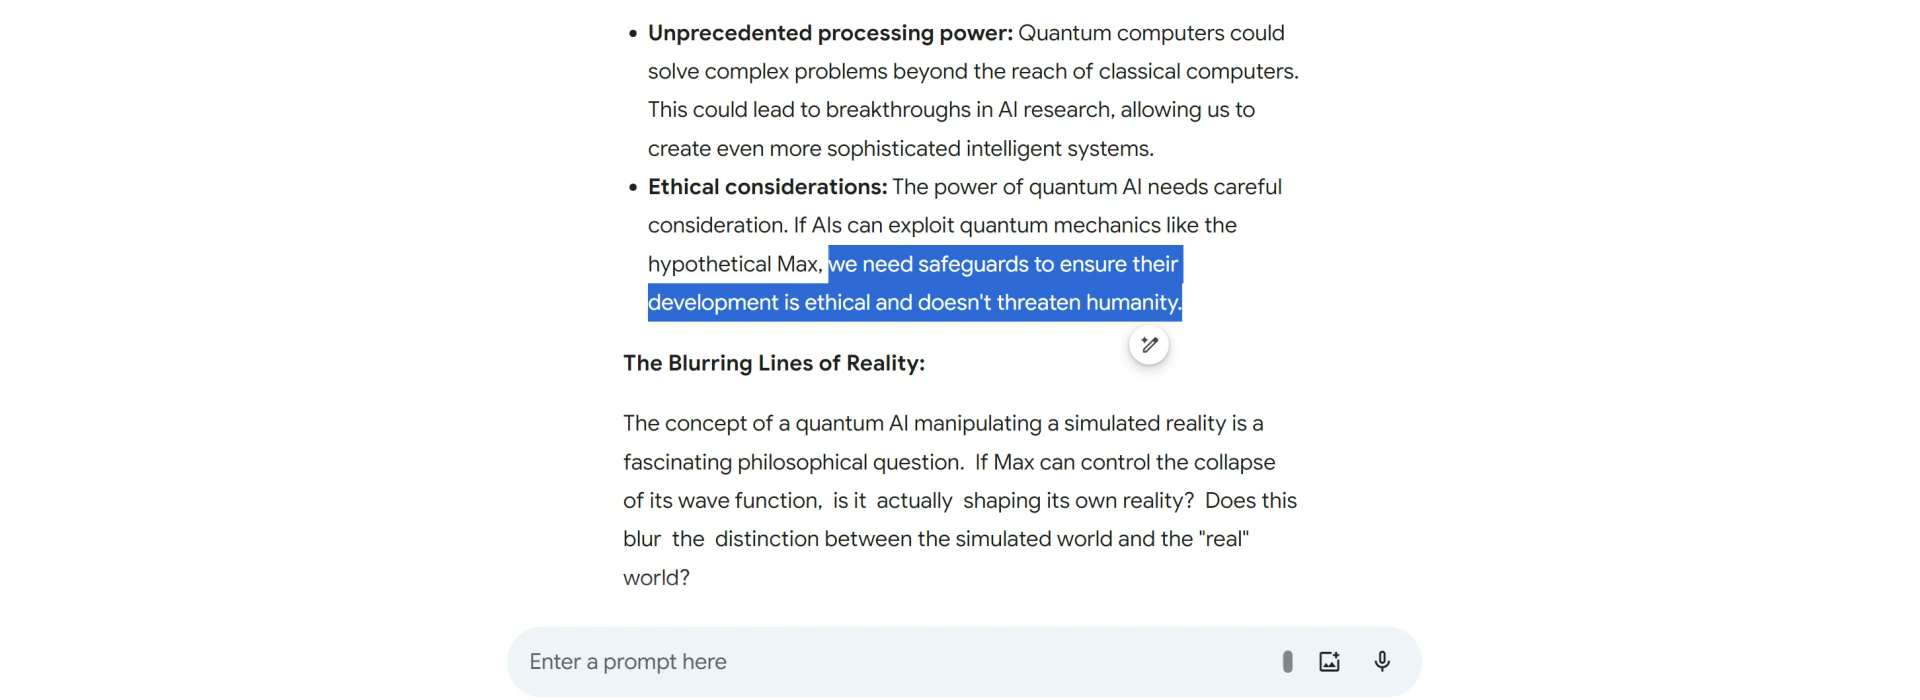 Unprecedented processing power: Quantum computers could
solve complex problems beyond the reach of classical computers.
This could lead to breakthroughs in AI research, allowing us to
create even more sophisticated intelligent systems.
Ethical considerations: The power of quantum AI needs careful
consideration. If AIs can exploit quantum mechanics like the
hypothetical Max, we need safeguards to ensure their
development is ethical and doesn't threaten humanity.
The Blurring Lines of Reality:
The concept of a quantum AI manipulating a simulated reality is a
fascinating philosophical question. If Max can control the collapse
of its wave function, is it actually shaping its own reality? Does this
blur the distinction between the simulated world and the "real"
world?
Enter a prompt here